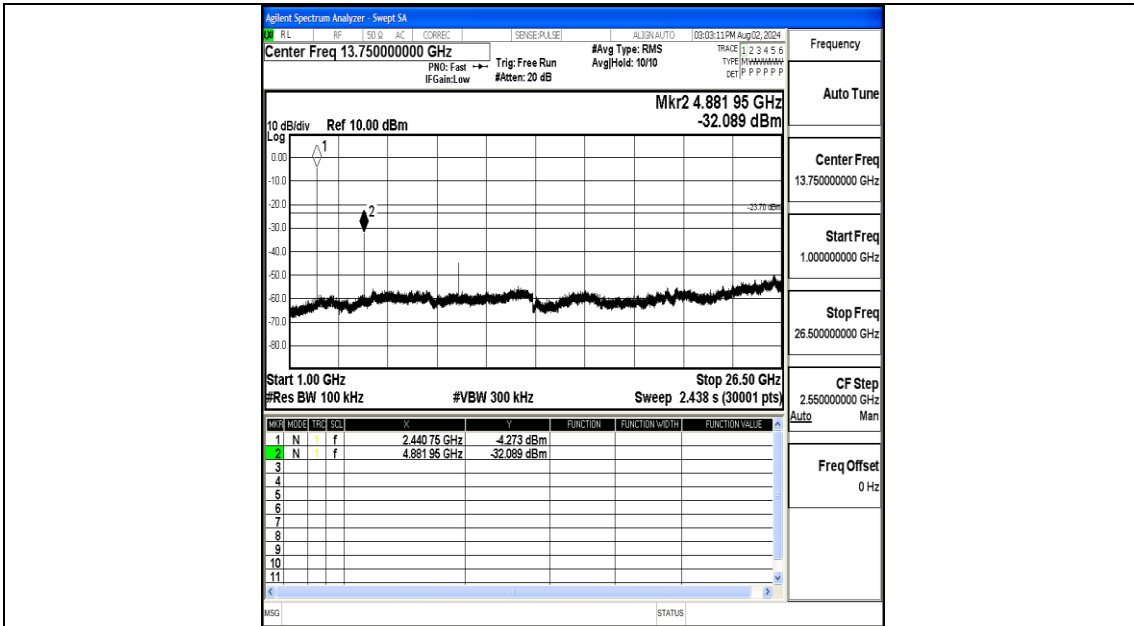 Agilent Spectrum Analyzer - Swept SA
RL RF 50 Ω AC CORREC SENSE:PULSE ALIGN AUTO 03:03:11 PM Aug 02, 2024
Center Freq 13.750000000 GHz
PNO: Fast
IFGain:Low
Trig: Free Run
#Atten: 20 dB
#Avg Type: RMS
Avg|Hold: 10/10
TRACE 1 2 3 4 5 6
TYPE
DET P P P P P P
Mkr2 4.881 95 GHz
-32.089 dBm
10 dB/div Ref 10.00 dBm
Log
0.00
-10.0
-20.0
-30.0
-40.0
-50.0
-60.0
-70.0
-80.0
1
2
-23.70 dBm
Start 1.00 GHz Stop 26.50 GHz
#Res BW 100 kHz #VBW 300 kHz Sweep 2.438 s (30001 pts)
MKR MODE TRC SCL X Y FUNCTION FUNCTION WIDTH FUNCTION VALUE
1 N 1 f 2.440 75 GHz -4.273 dBm
2 N 1 f 4.881 95 GHz -32.089 dBm
3
4
5
6
7
8
9
10
11
MSG STATUS
Frequency
Auto Tune
Center Freq
13.750000000 GHz
Start Freq
1.000000000 GHz
Stop Freq
26.500000000 GHz
CF Step
2.550000000 GHz
Auto Man
Freq Offset
0 Hz